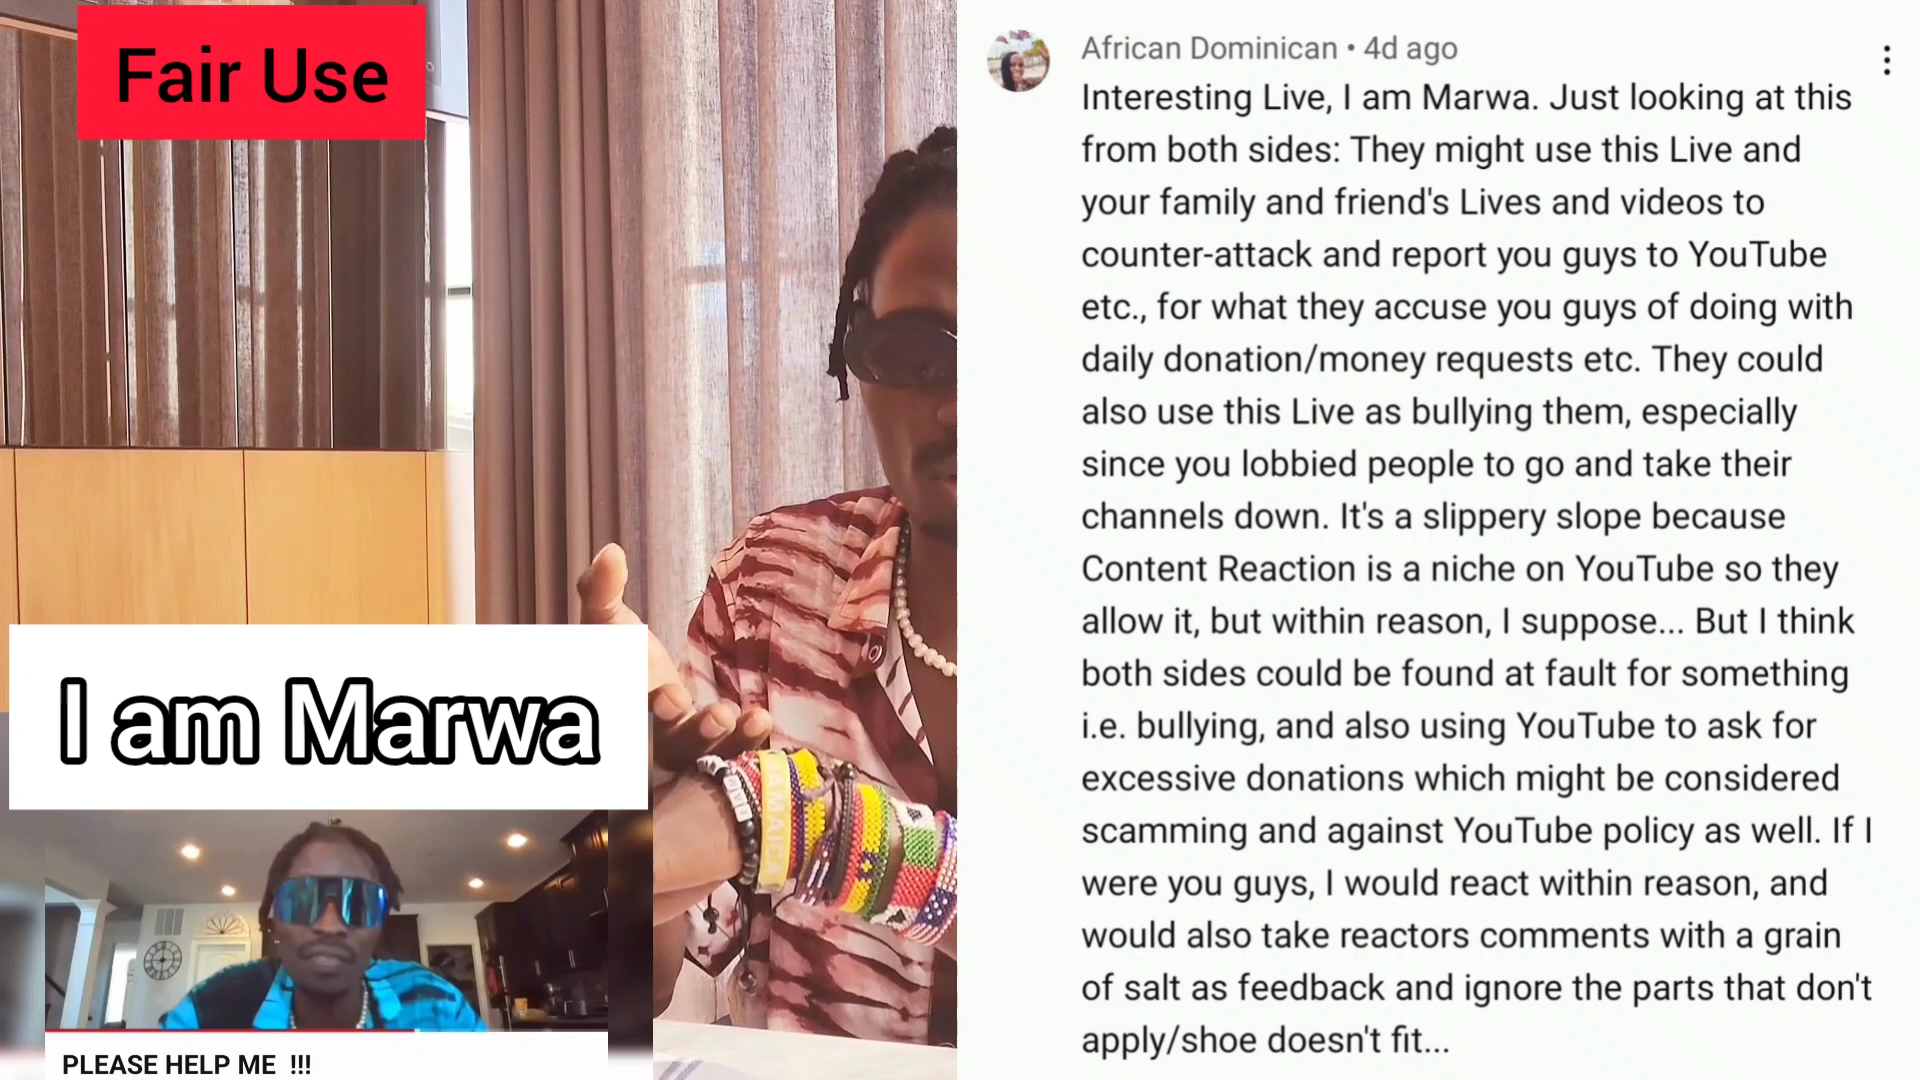 Fair Use
I am Marwa
PLEASE HELP ME !!!
JAMAICA
African Dominican • 4d ago
Interesting Live, I am Marwa. Just looking at this
from both sides: They might use this Live and
your family and friend's Lives and videos to
counter-attack and report you guys to YouTube
etc., for what they accuse you guys of doing with
daily donation/money requests etc. They could
also use this Live as bullying them, especially
since you lobbied people to go and take their
channels down. It's a slippery slope because
Content Reaction is a niche on YouTube so they
allow it, but within reason, I suppose... But I think
both sides could be found at fault for something
i.e. bullying, and also using YouTube to ask for
excessive donations which might be considered
scamming and against YouTube policy as well. If I
were you guys, I would react within reason, and
would also take reactors comments with a grain
of salt as feedback and ignore the parts that don't
apply/shoe doesn't fit...